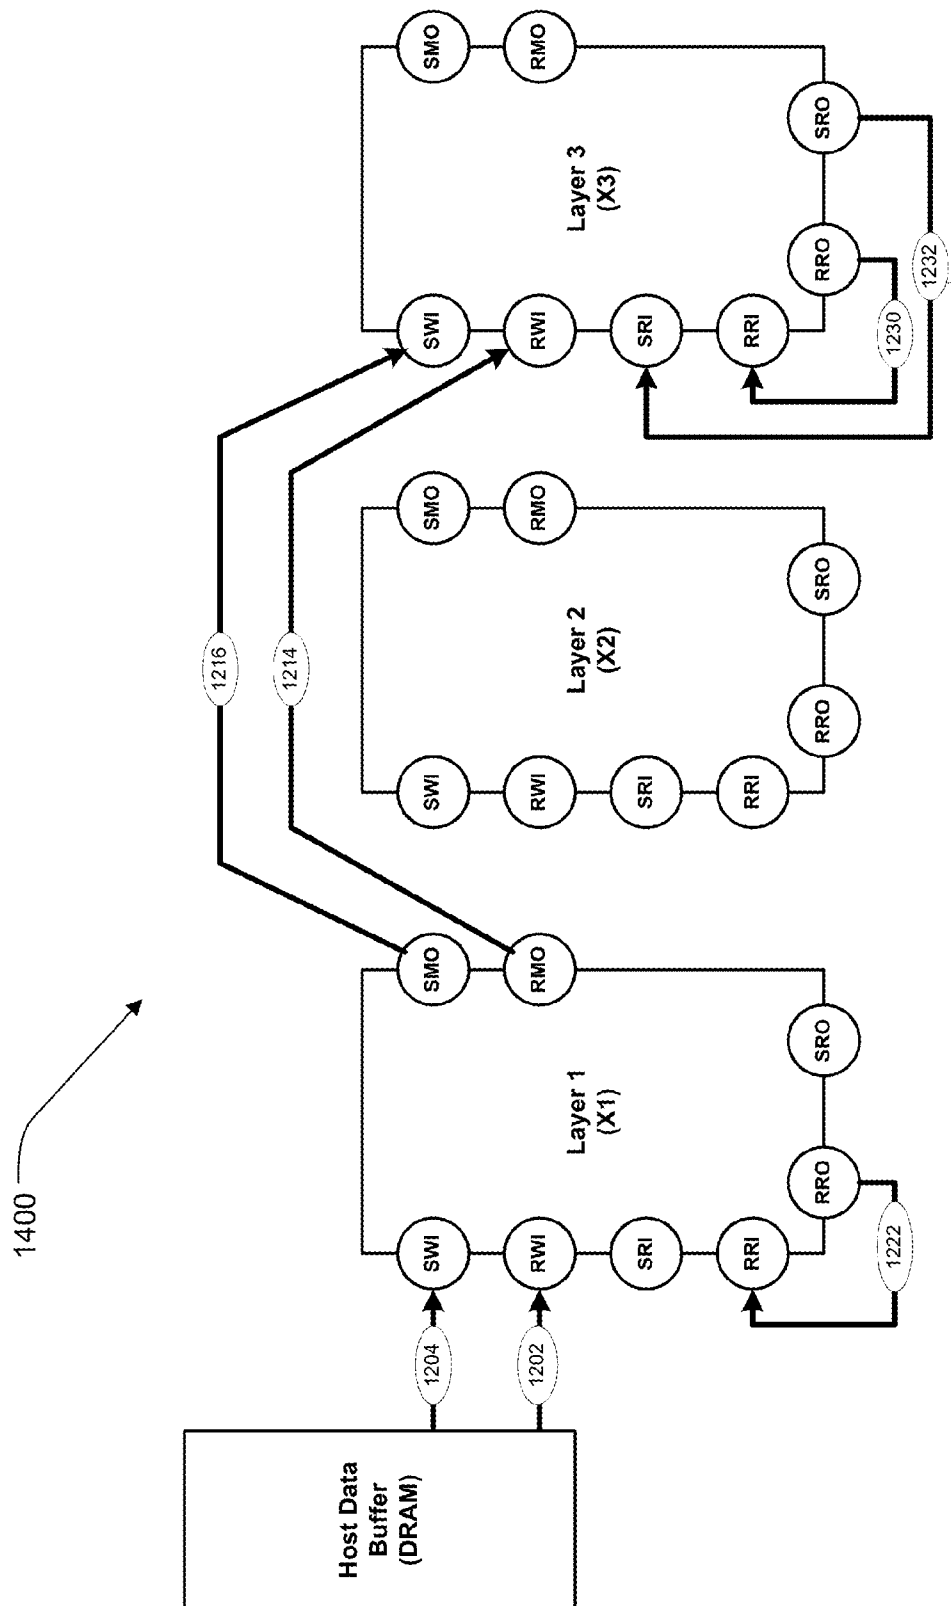 1400
1216
1214
Host Data
Buffer
(DRAM)
1204
1202
SWI
RWI
SRI
RRI
Layer 1
(X1)
SMO
RMO
RRO
SRO
1222
SWI
RWI
SRI
RRI
Layer 2
(X2)
SMO
RMO
RRO
SRO
SWI
RWI
SRI
RRI
Layer 3
(X3)
SMO
RMO
RRO
SRO
1230
1232